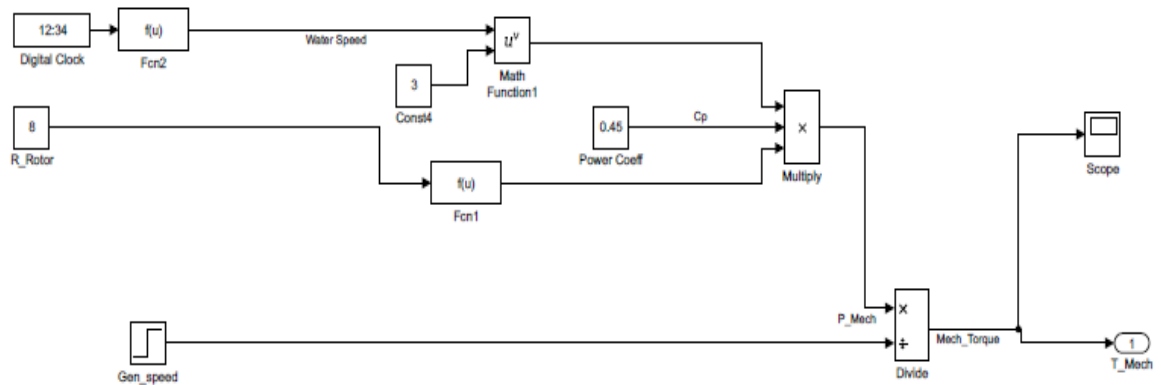 12:34
Digital Clock
f(u)
Fcn2
Water Speed
u^v
Math
Function1
3
Const4
8
R_Rotor
0.45
Power Coeff
Cp
×
Multiply
f(u)
Fcn1
Scope
P_Mech
×
÷
Divide
Mech_Torque
1
T_Mech
Gen_speed